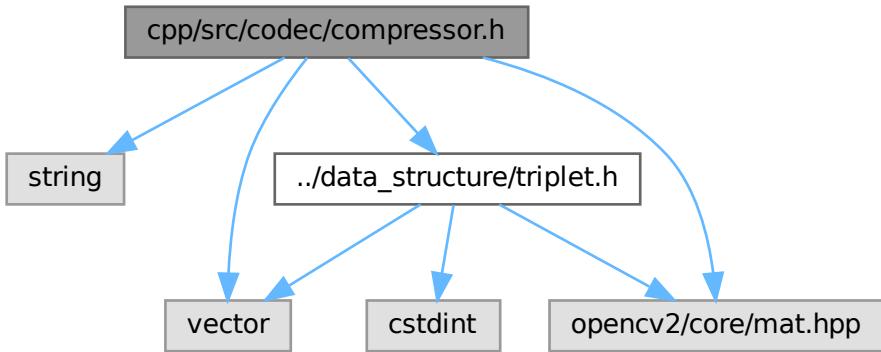 cpp/src/codec/compressor.h
string
../data_structure/triplet.h
vector
cstdint
opencv2/core/mat.hpp